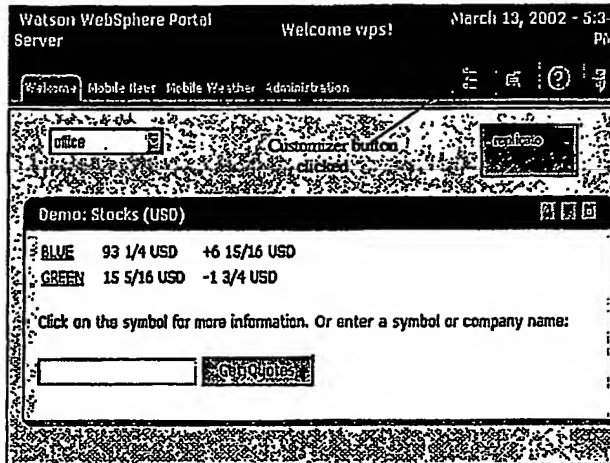 Watson WebSphere Portal Server
Welcome wps!
March 13, 2002 - 5:3
PM
Welcome Mobile Weather Administration
?
office
Customizer button
clicked
Demo: Stocks (USD)
BLUE 93 1/4 USD +6 15/16 USD
GREEN 15 5/16 USD -1 3/4 USD
Click on the symbol for more information. Or enter a symbol or company name:
Get Quotes